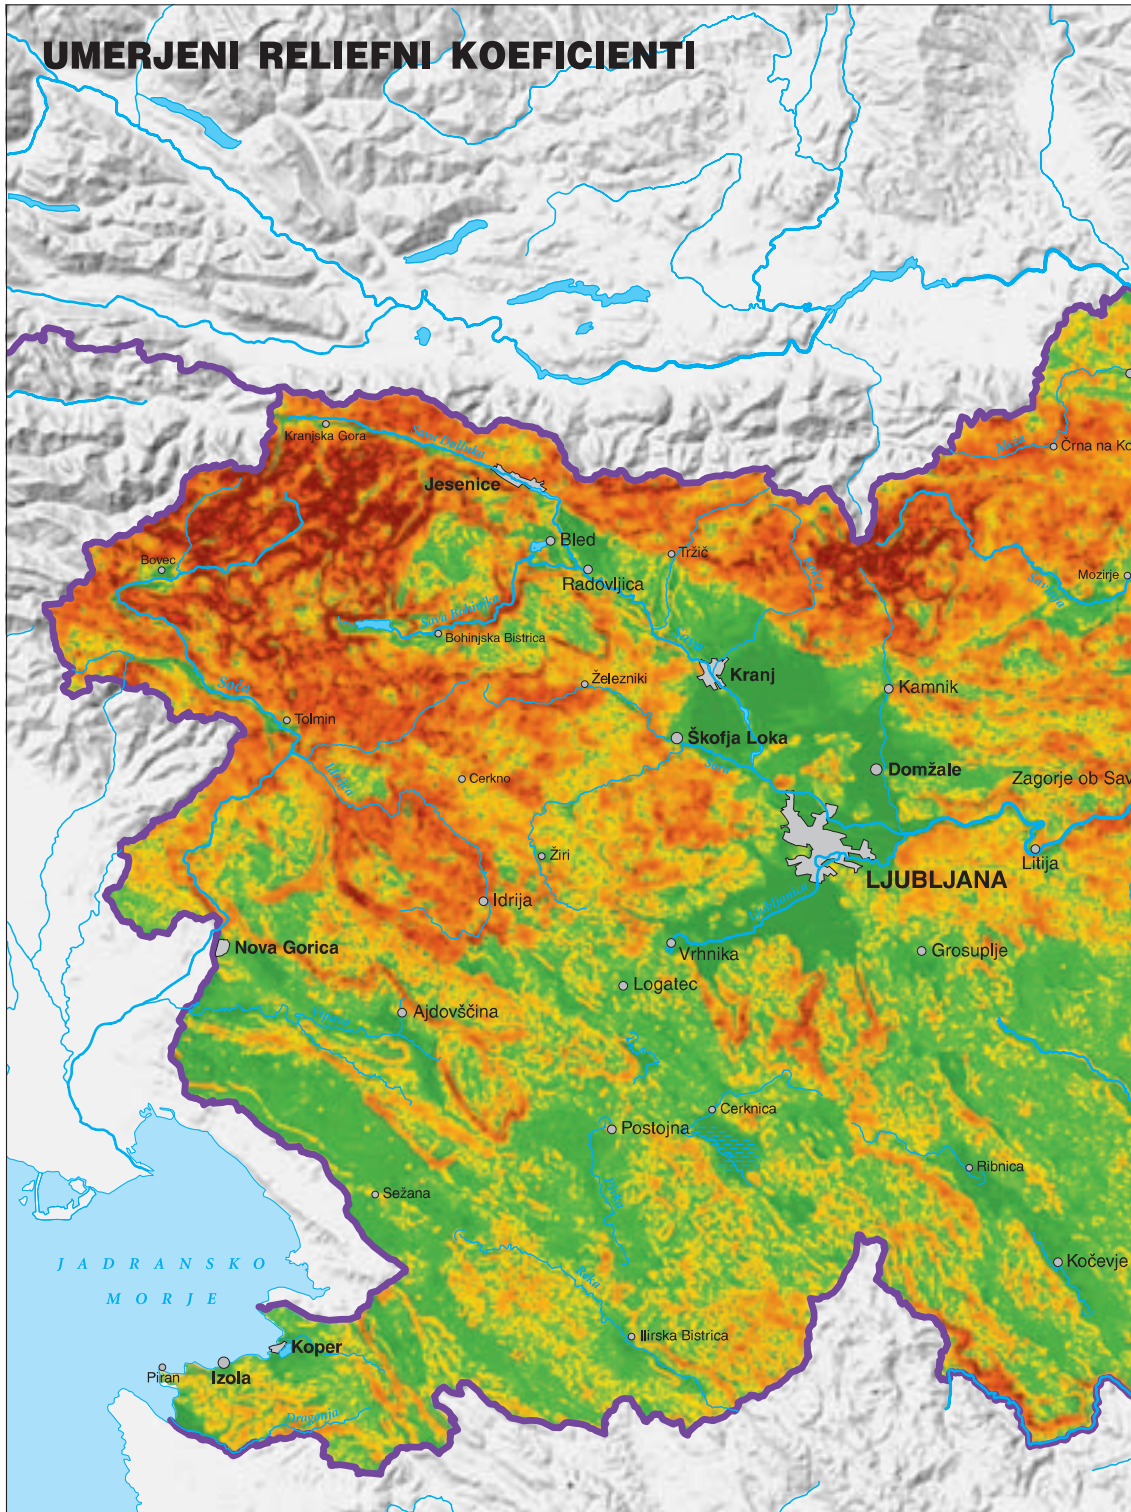 UMERJENI RELIEFNI KOEFICIENTI
Kranjska Gora
Sava Dolinka
Meža
Črna na Ko
Jesenice
Bovec
Bled
Tržič
Radovljica
Mozirje
Savinja
Sava Bohinjka
Bohinjska Bistrica
Sava
Kranj
Soča
Železniki
Kamnik
Tolmin
Škofja Loka
Sora
Domžale
Idrijca
Cerkno
Zagorje ob Sav
Žiri
Litija
LJUBLJANA
Idrija
Ljubljanica
Nova Gorica
Vrhnika
Grosuplje
Logatec
Ajdovščina
Vipava
Cerknica
Postojna
Ribnica
Sežana
Pivka
JADRANSKO
MORJE
Reka
Kočevje
Koper
Ilirska Bistrica
Piran
Izola
Dragonja